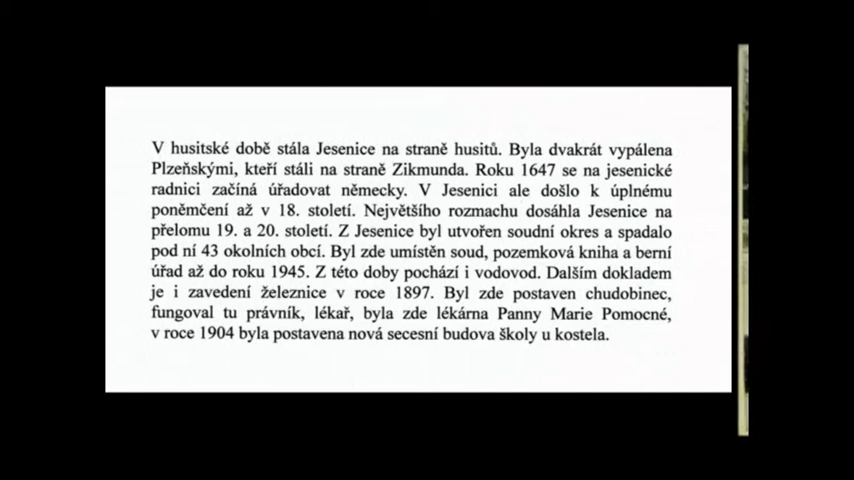 V husitské době stála Jesenice na straně husitů. Byla dvakrát vypálena
Plzeňskými, kteří stáli na straně Zikmunda. Roku 1647 se na jesenické
radnici začíná úřadovat německy. V Jesenici ale došlo k úplnému
poněmčení až v 18. století. Největšího rozmachu dosáhla Jesenice na
přelomu 19. a 20. století. Z Jesenice byl utvořen soudní okres a spadalo
pod ní 43 okolních obcí. Byl zde umístěn soud, pozemková kniha a berní
úřad až do roku 1945. Z této doby pochází i vodovod. Dalším dokladem
je i zavedení železnice v roce 1897. Byl zde postaven chudobinec,
fungoval tu právník, lékař, byla zde lékárna Panny Marie Pomocné,
v roce 1904 byla postavena nová secesní budova školy u kostela.